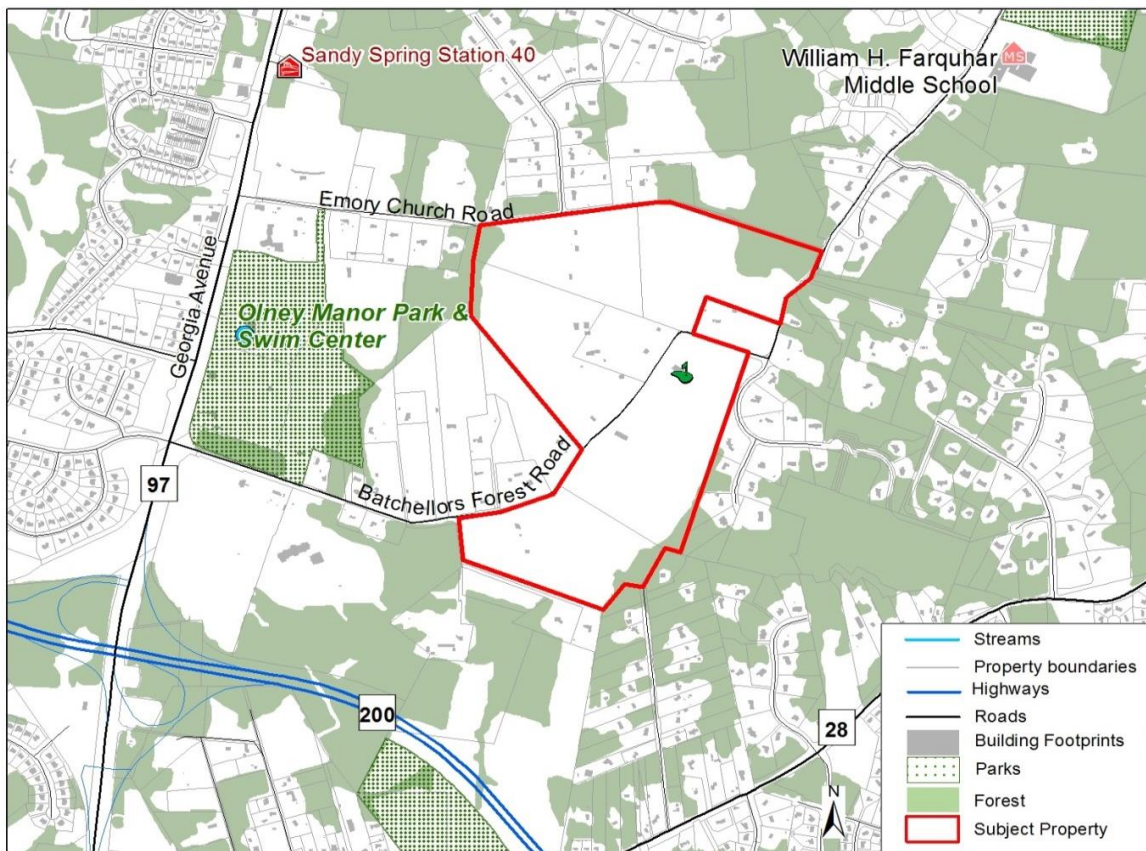 Sandy Spring Station 40
William H. Farquhar
Middle School
MS
Emory Church Road
Georgia Avenue
Olney Manor Park &
Swim Center
Batchellors Forest Road
97
200
28
N
Streams
Property boundaries
Highways
Roads
Building Footprints
Parks
Forest
Subject Property